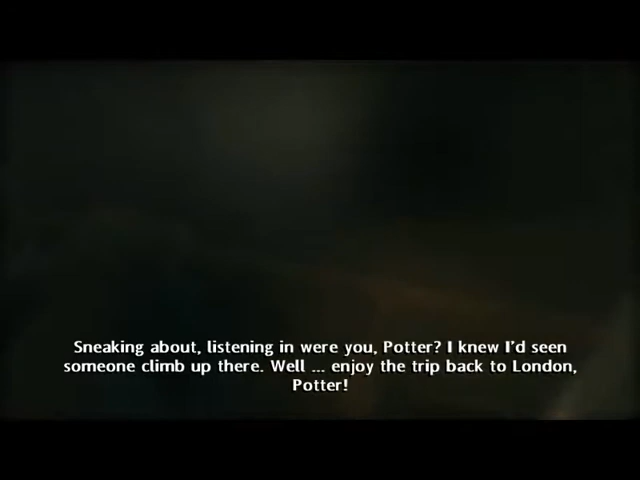 Sneaking about, listening in were you, Potter? I knew I'd seen
someone climb up there. Well ... enjoy the trip back to London,
Potter!